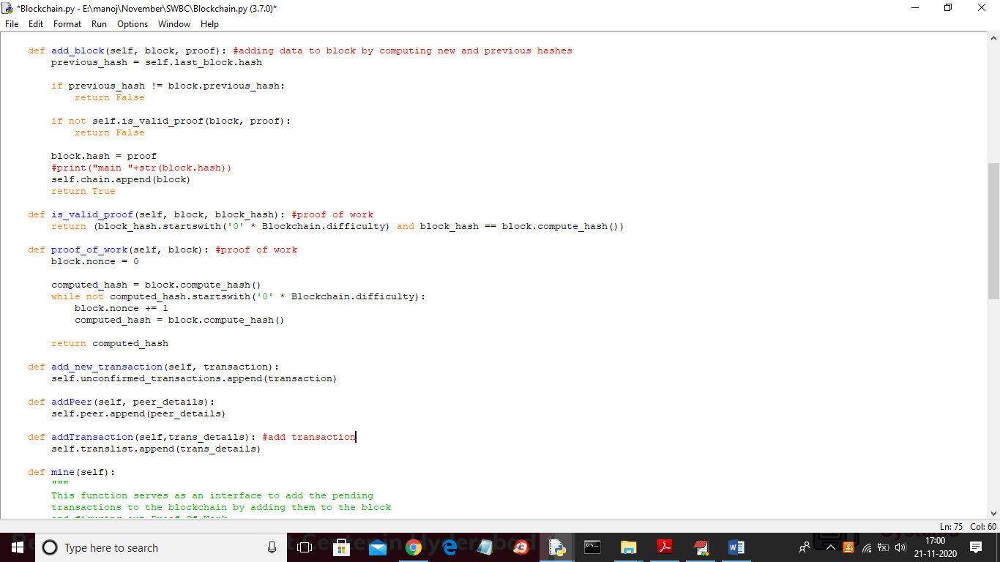 *Blockchain.py - E:\manoj\November\SWBC\Blockchain.py (3.7.0)*
File Edit Format Run Options Window Help
def add_block(self, block, proof): #adding data to block by computing new and previous hashes
previous_hash = self.last_block.hash
if previous_hash != block.previous_hash:
return False
if not self.is_valid_proof(block, proof):
return False
block.hash = proof
#print("main "+str(block.hash))
self.chain.append(block)
return True
def is_valid_proof(self, block, block_hash): #proof of work
return (block_hash.startswith('0' * Blockchain.difficulty) and block_hash == block.compute_hash())
def proof_of_work(self, block): #proof of work
block.nonce = 0
computed_hash = block.compute_hash()
while not computed_hash.startswith('0' * Blockchain.difficulty):
block.nonce += 1
computed_hash = block.compute_hash()
return computed_hash
def add_new_transaction(self, transaction):
self.unconfirmed_transactions.append(transaction)
def addPeer(self, peer_details):
self.peer.append(peer_details)
def addTransaction(self,trans_details): #add transaction
self.translist.append(trans_details)
def mine(self):
"""
This function serves as an interface to add the pending
transactions to the blockchain by adding them to the block
and figuring out Proof Of Work
Ln: 75 Col: 60
Type here to search
17:00
21-11-2020